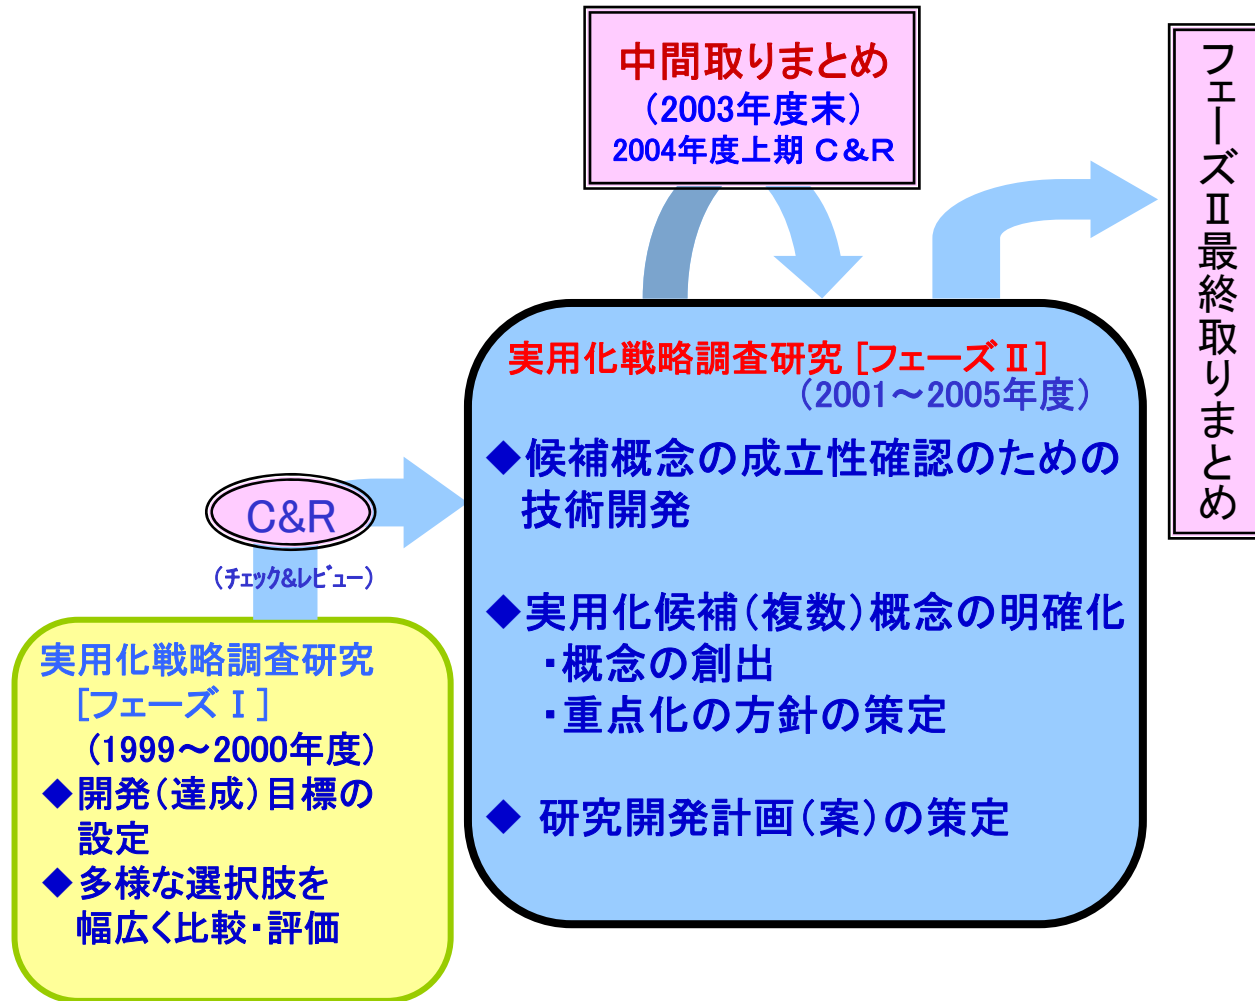 中間取りまとめ
（2003年度末）
2004年度上期 C&R
フェーズⅡ最終取りまとめ
実用化戦略調査研究 [フェーズⅡ]
（2001～2005年度）
◆候補概念の成立性確認のための
技術開発
◆実用化候補（複数）概念の明確化
・概念の創出
・重点化の方針の策定
◆ 研究開発計画（案）の策定
C&R
（ﾁｪｯｸ&ﾚﾋﾞｭｰ）
実用化戦略調査研究
[フェーズⅠ]
（1999～2000年度）
◆開発（達成）目標の
設定
◆多様な選択肢を
幅広く比較・評価